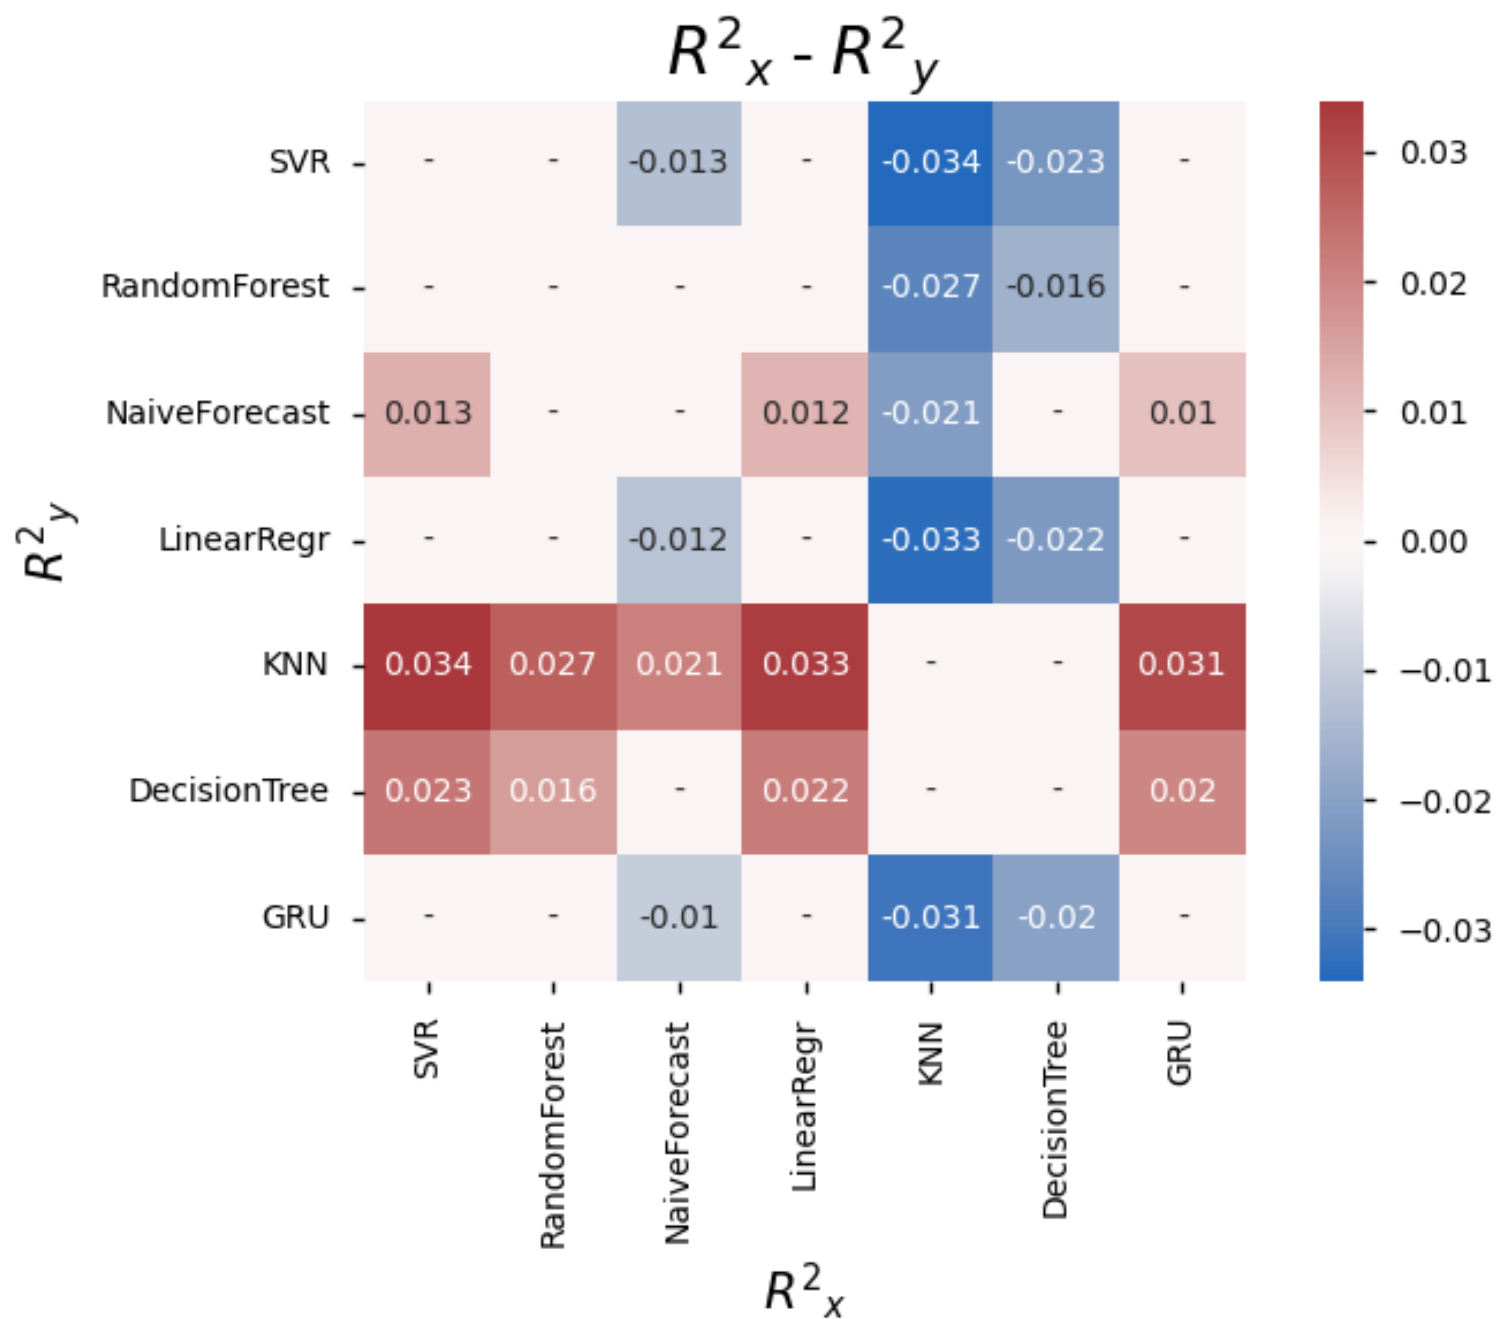 R²ₓ - R²ᵧ
SVR - - -0.013 - -0.034 -0.023 -
RandomForest - - - - -0.027 -0.016 -
NaiveForecast 0.013 - - 0.012 -0.021 - 0.01
LinearRegr - - -0.012 - -0.033 -0.022 -
KNN 0.034 0.027 0.021 0.033 - - 0.031
DecisionTree 0.023 0.016 - 0.022 - - 0.02
GRU - - -0.01 - -0.031 -0.02 -
R²ᵧ
SVR RandomForest NaiveForecast LinearRegr KNN DecisionTree GRU
R²ₓ
0.03
0.02
0.01
0.00
−0.01
−0.02
−0.03